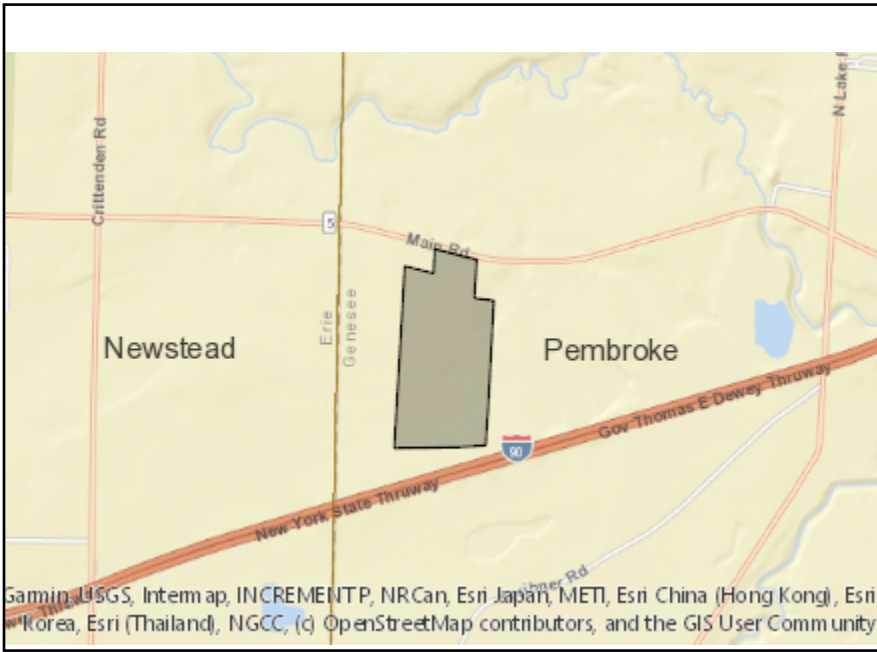 Crittenden Rd
N Lake
5
Main Rd
Erie
Genesee
Newstead
Pembroke
Gov Thomas E Dewey Thruway
90
New York State Thruway
Garmin, USGS, Intermap, INCREMENT P, NRCan, Esri Japan, METI, Esri China (Hong Kong), Esri
Korea, Esri (Thailand), NGCC, (c) OpenStreetMap contributors, and the GIS User Community